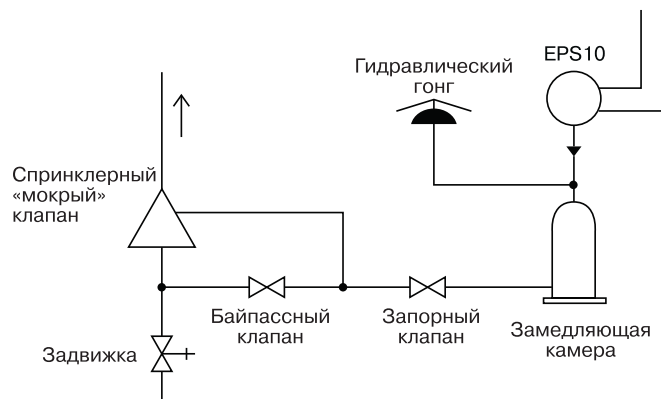 EPS10
Гидравлический
гонг
Спринклерный
«мокрый»
клапан
Байпассный
клапан
Запорный
клапан
Замедляющая
камера
Задвижка